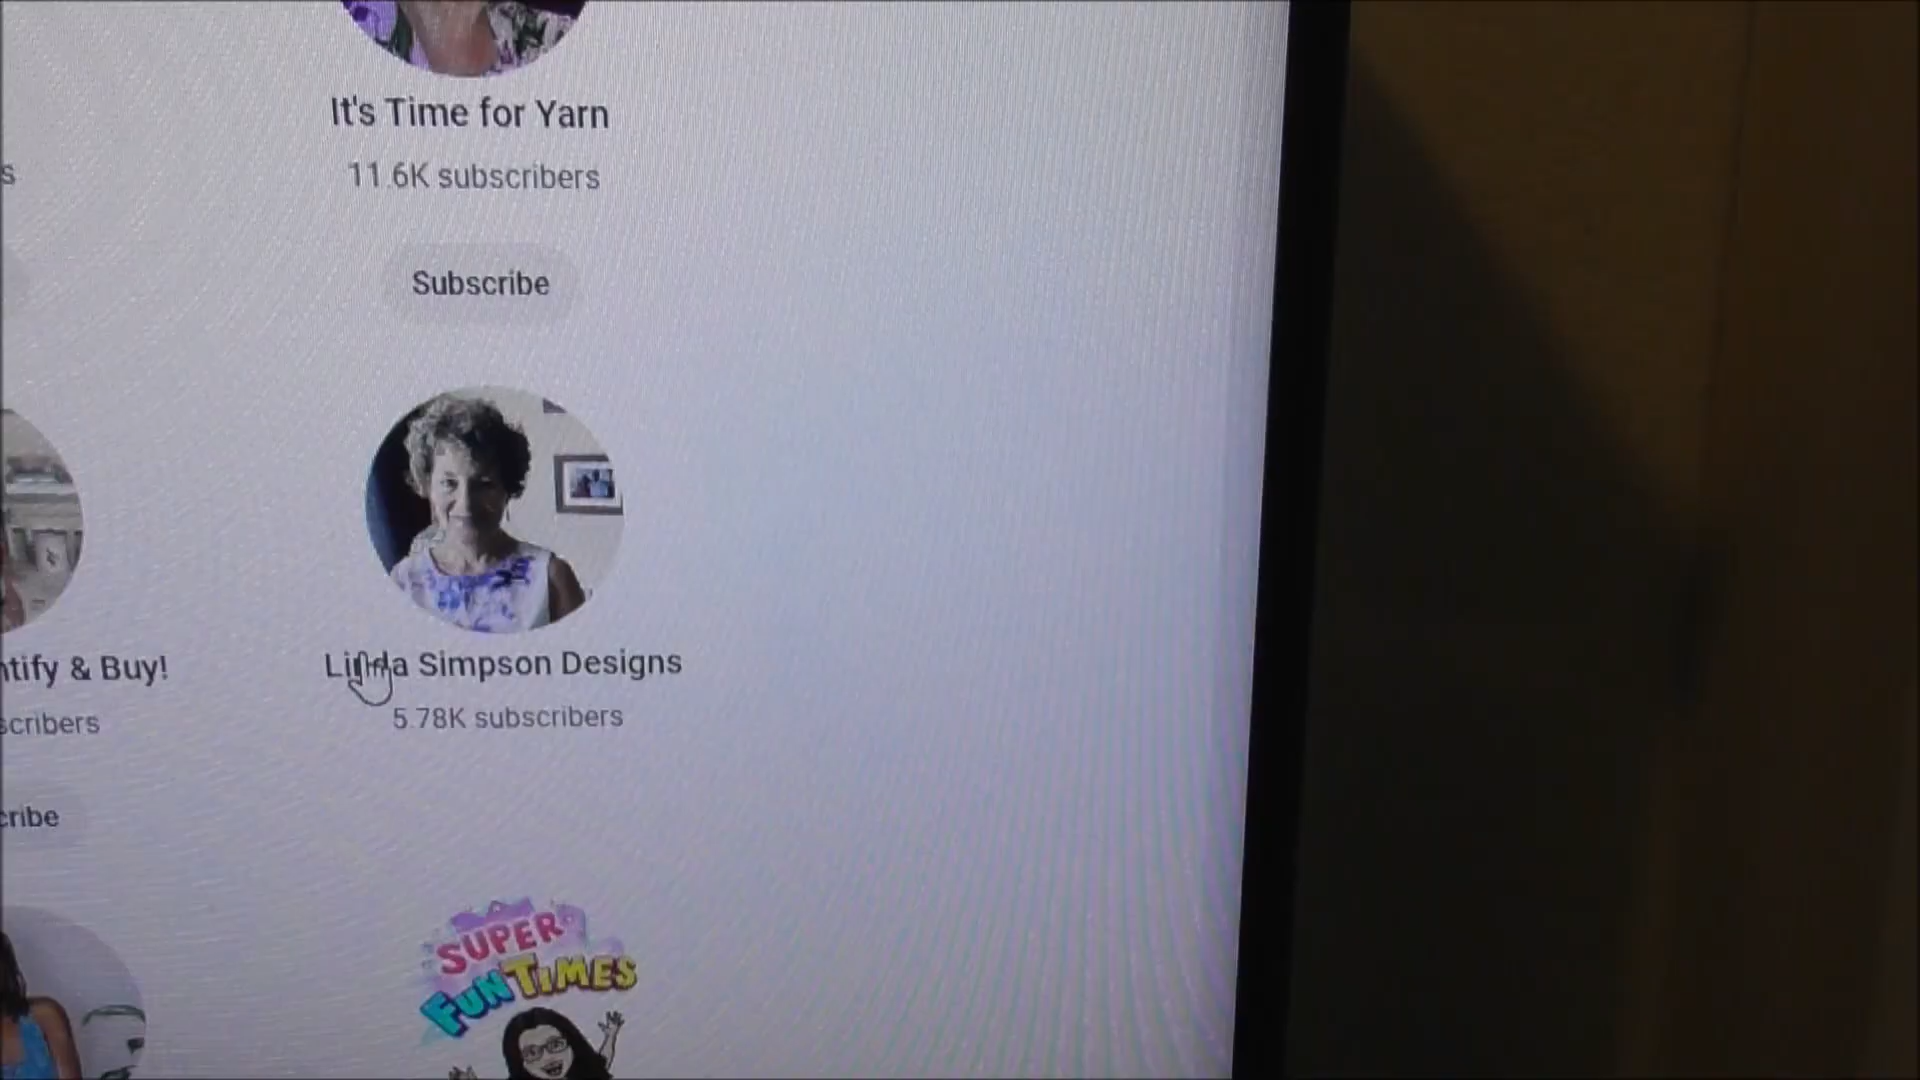 It's Time for Yarn
11.6K subscribers
s
Subscribe
ntify & Buy!
scribers
cribe
Linda Simpson Designs
5.78K subscribers
SUPER
FUN TIMES